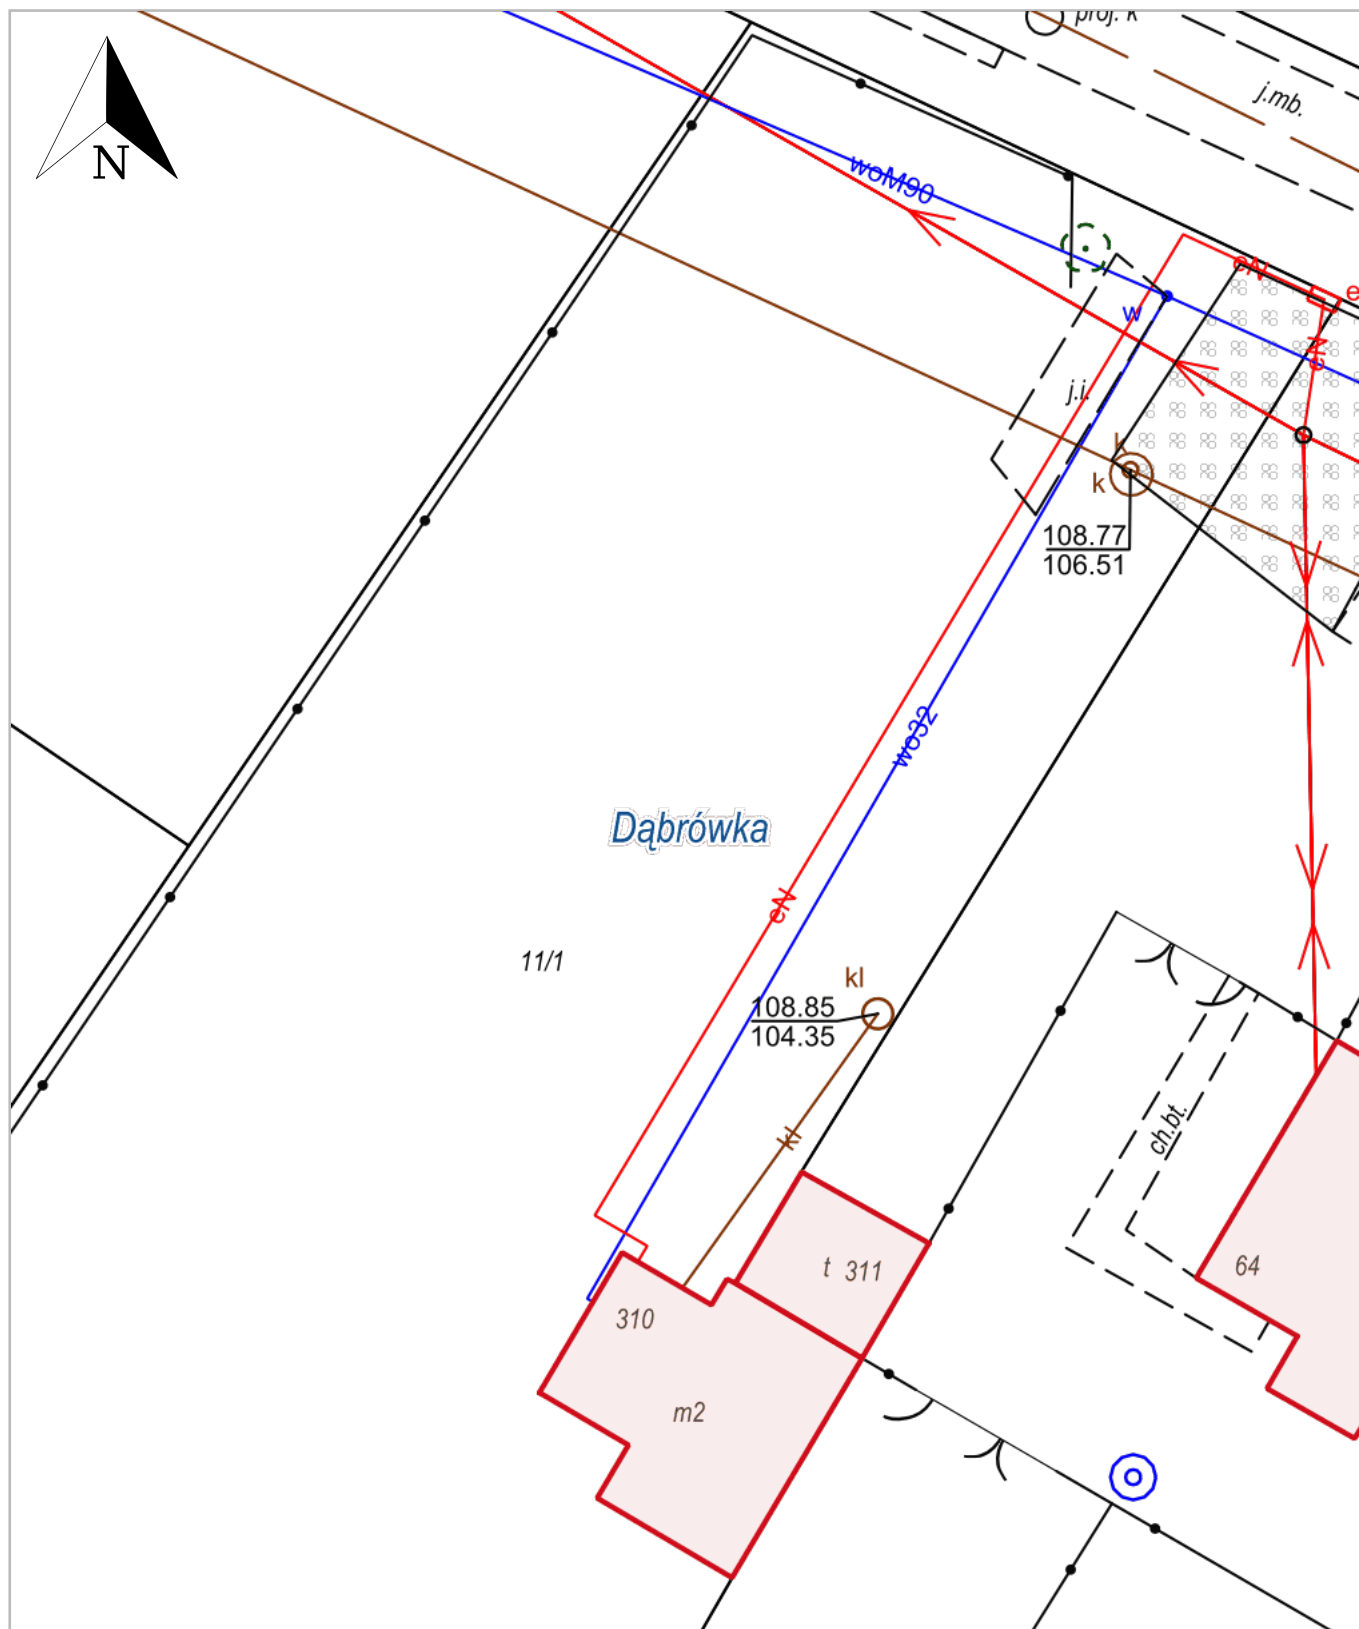 proj. k
j.mb.
N
woM90
eN
e
w
eN
j.i.
k
k
108.77
106.51
wo32
Dąbrówka
eN
11/1
kl
108.85
104.35
kl
ch.bt.
t 311
64
310
m2